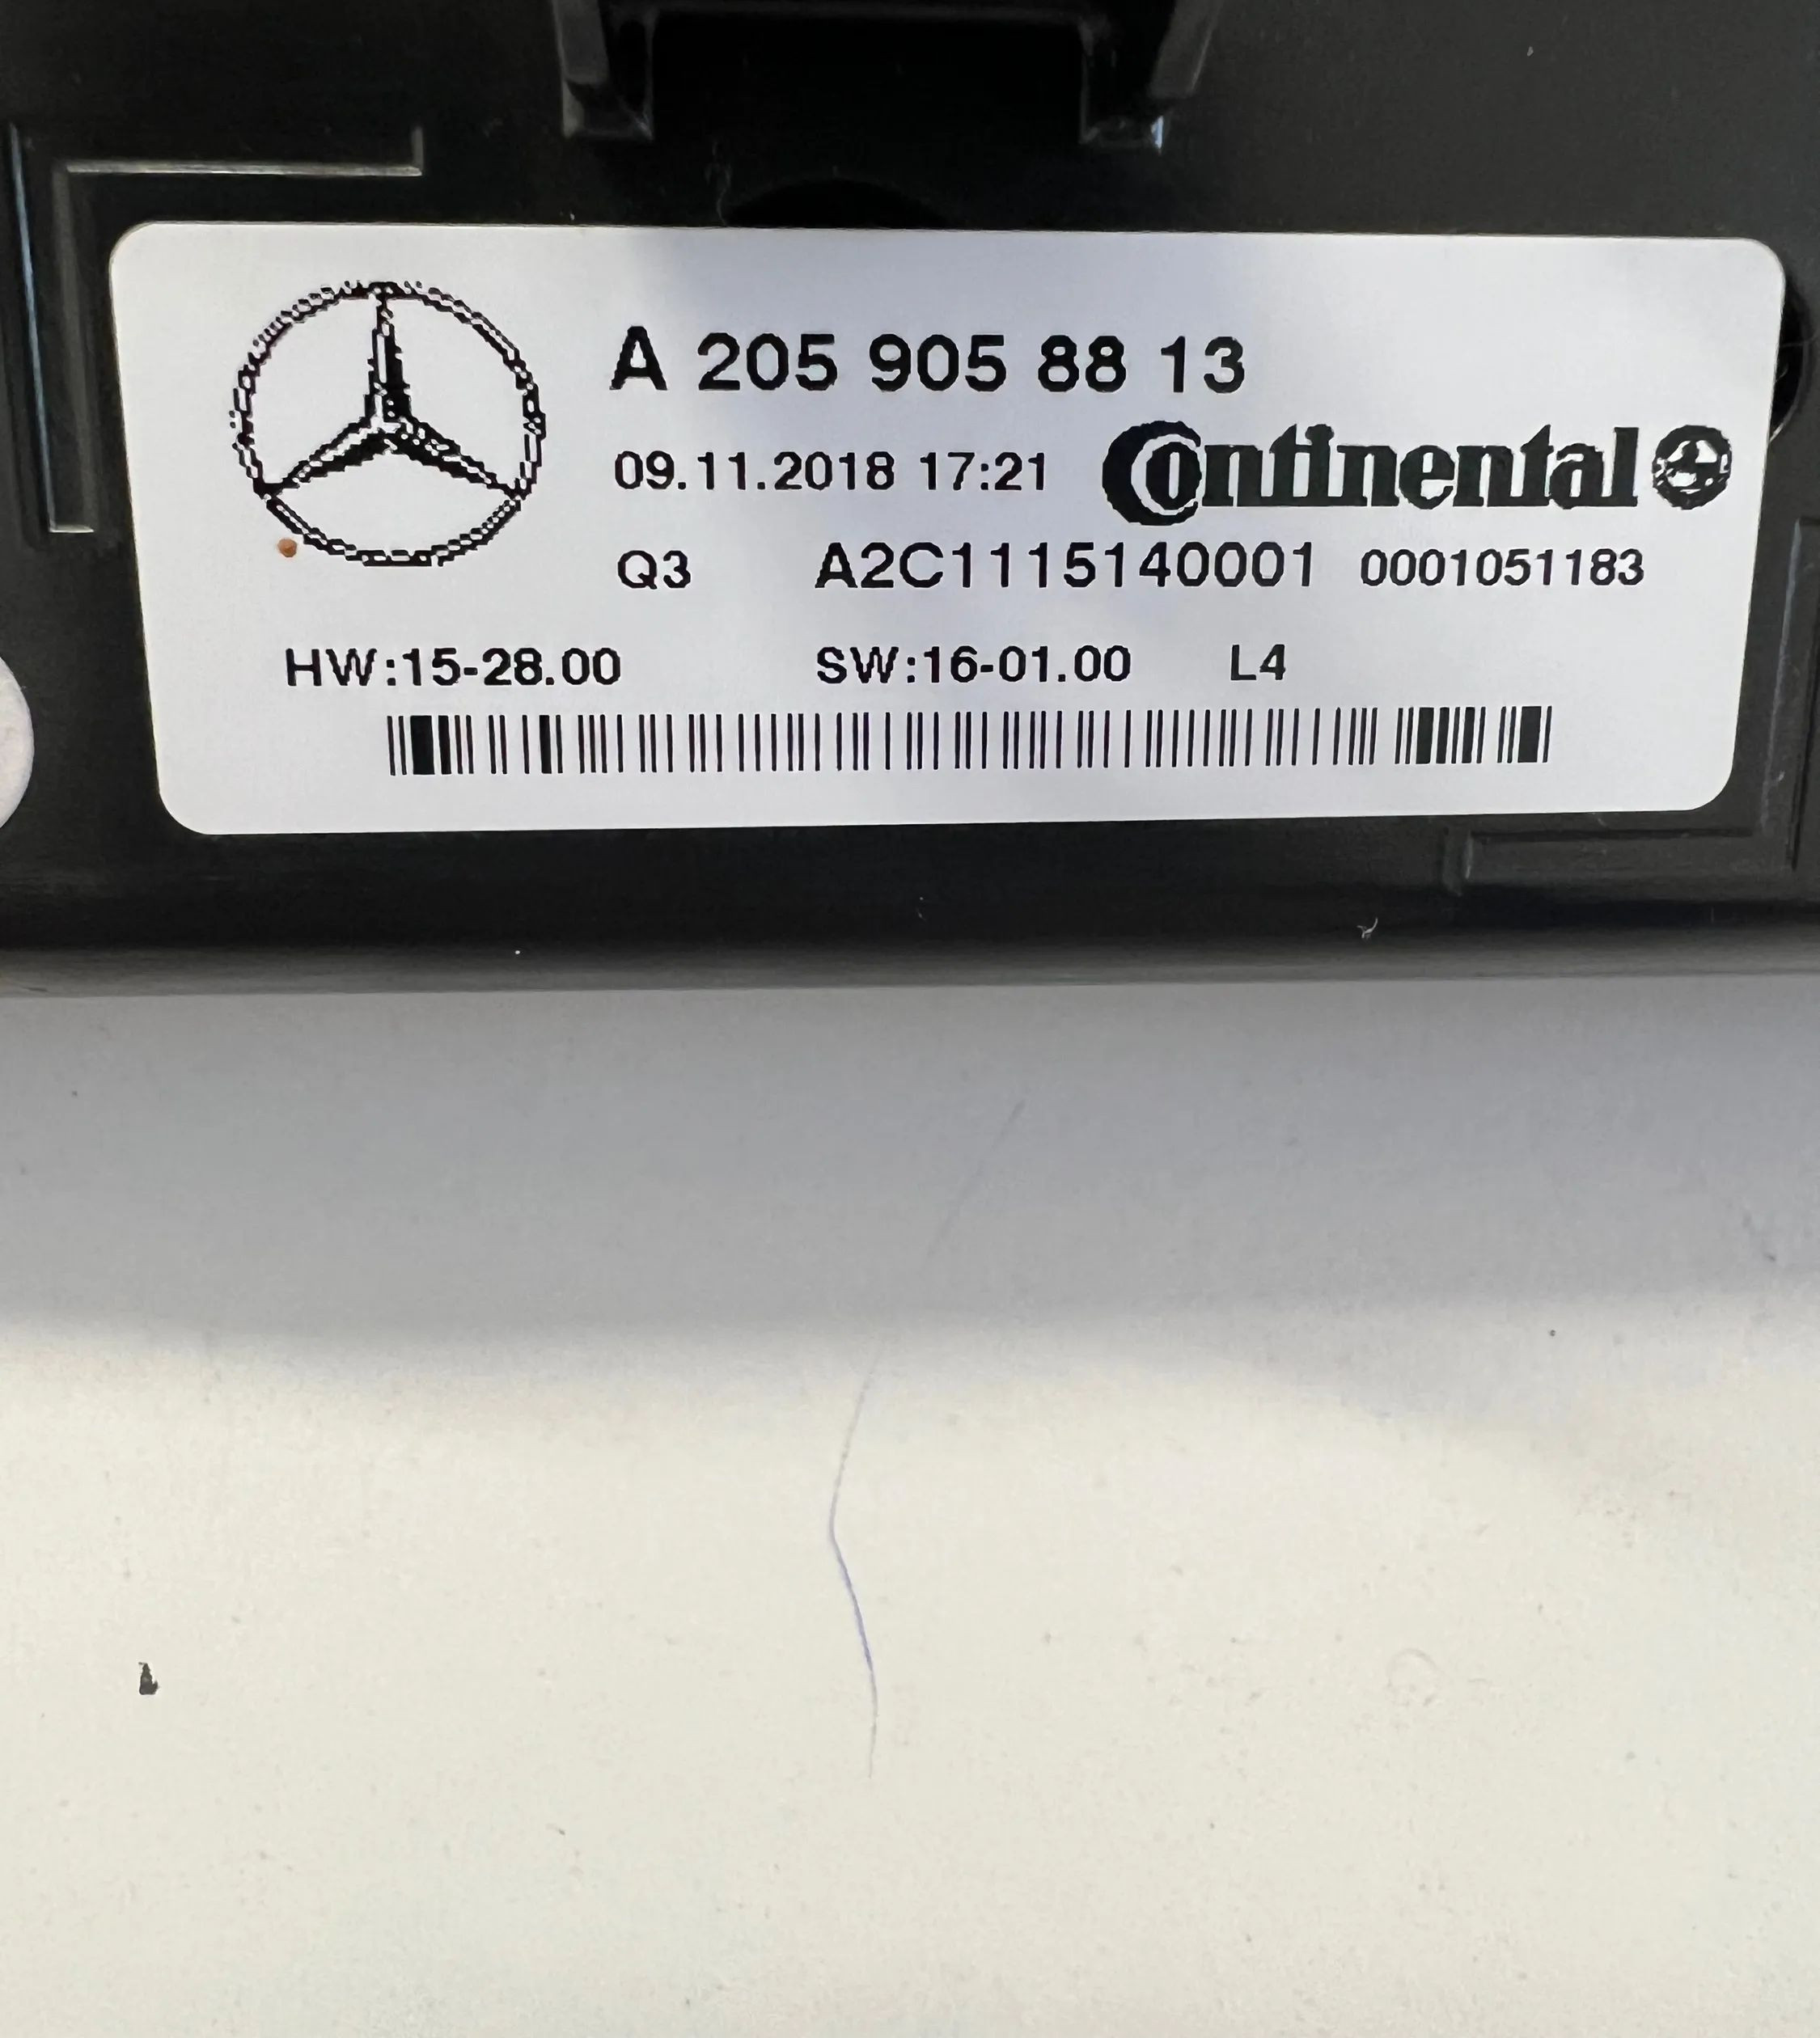 A 205 905 88 13
09.11.2018 17:21 Continental
Q3 A2C1115140001 0001051183
HW:15-28.00 SW:16-01.00 L4